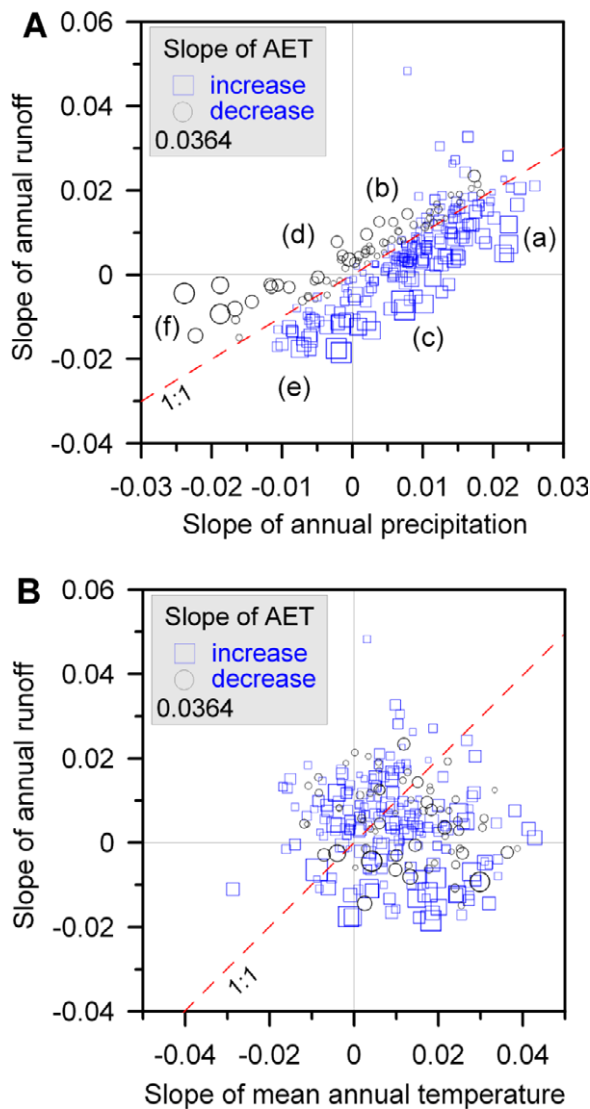 A
0.06
Slope of AET
increase
decrease
0.0364
0.04
0.02
0
-0.02
-0.04
Slope of annual runoff
(a)
(b)
(c)
(d)
(e)
(f)
1:1
-0.03 -0.02 -0.01 0 0.01 0.02 0.03
Slope of annual precipitation
B
0.06
Slope of AET
increase
decrease
0.0364
0.04
0.02
0
-0.02
-0.04
Slope of annual runoff
1:1
-0.04 -0.02 0 0.02 0.04
Slope of mean annual temperature